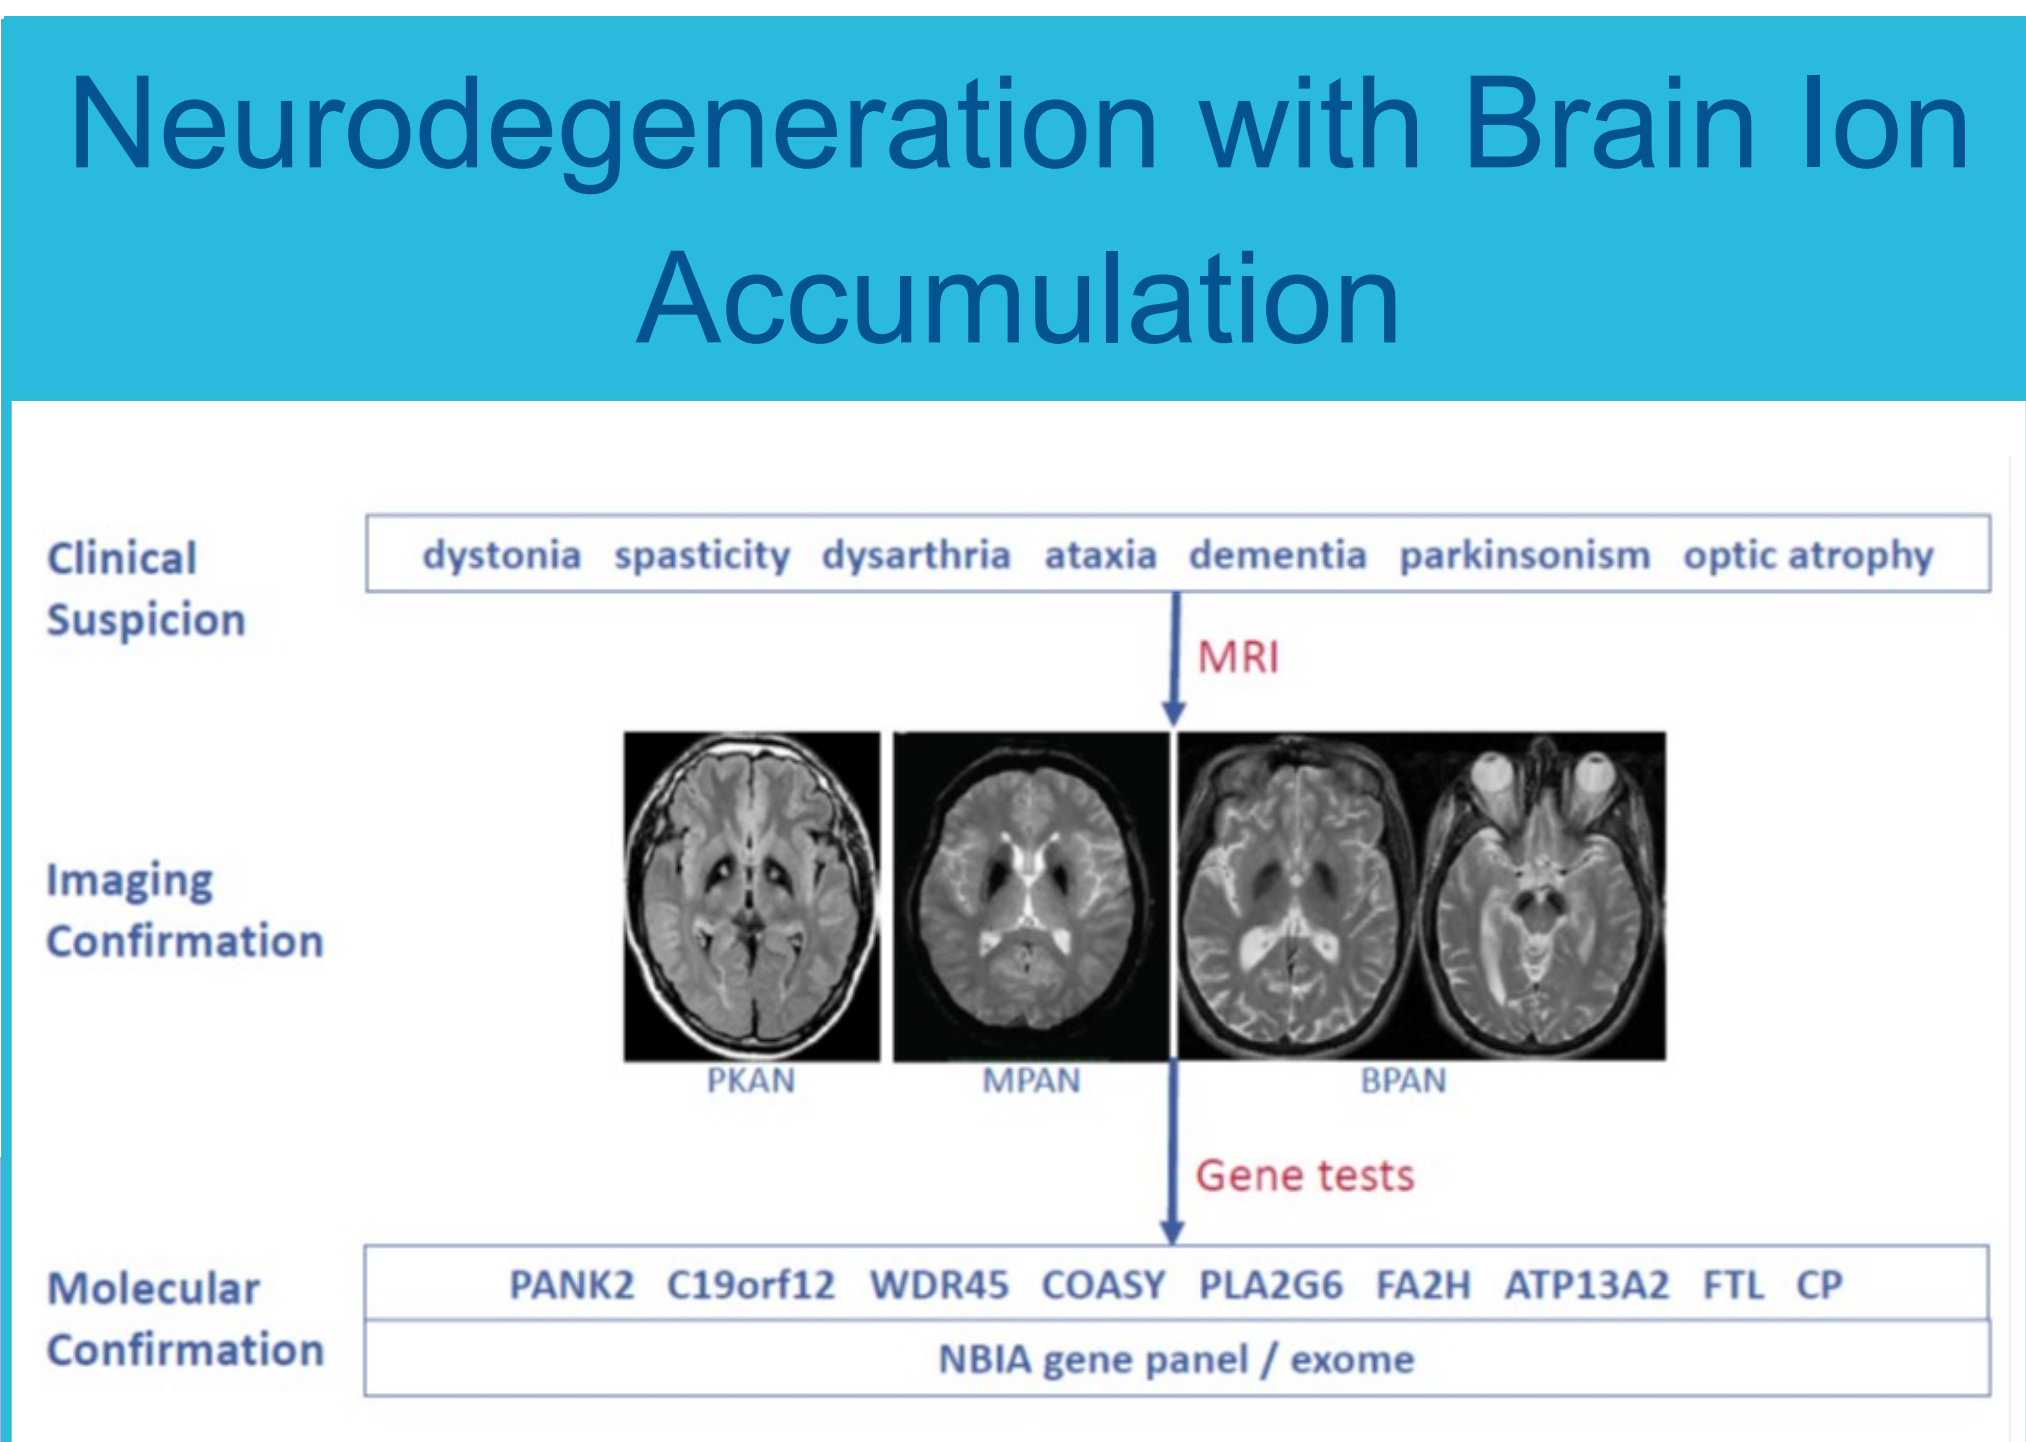 Neurodegeneration with Brain Ion
Accumulation
Clinical
Suspicion
dystonia spasticity dysarthria ataxia dementia parkinsonism optic atrophy
MRI
Imaging
Confirmation
PKAN MPAN BPAN
Gene tests
Molecular
Confirmation
PANK2 C19orf12 WDR45 COASY PLA2G6 FA2H ATP13A2 FTL CP
NBIA gene panel / exome